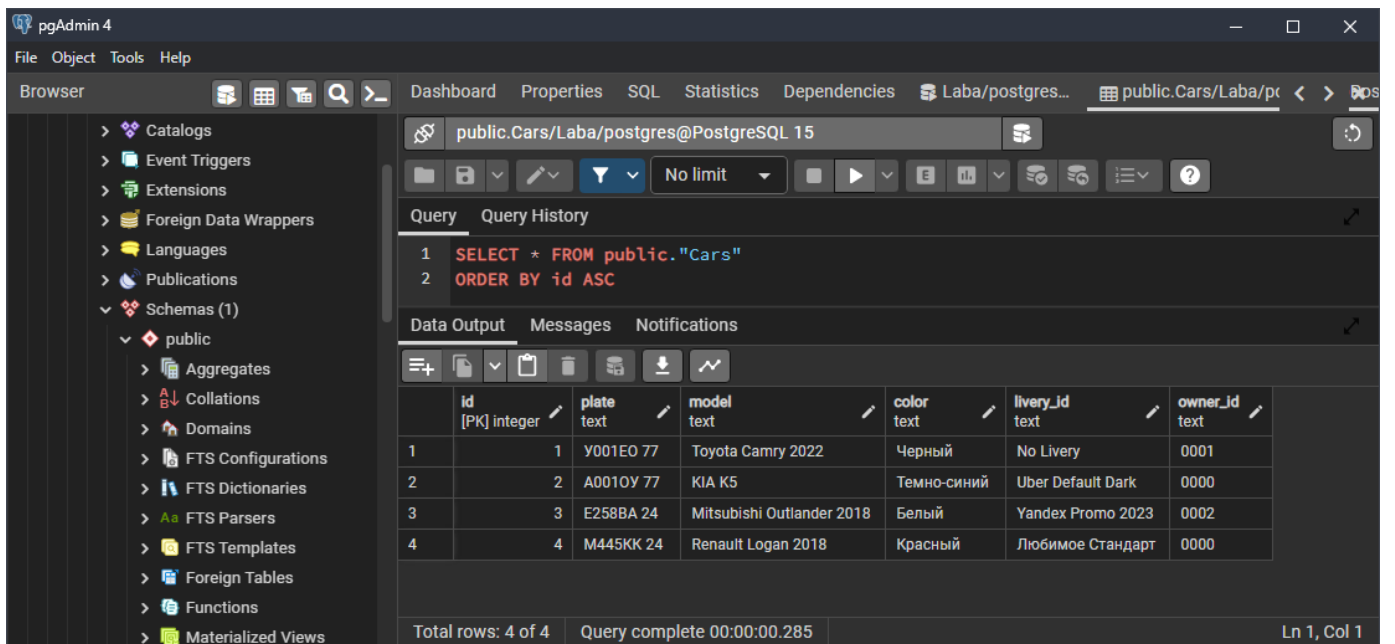 pgAdmin 4
File Object Tools Help
Browser
Dashboard Properties SQL Statistics Dependencies Laba/postgres... public.Cars/Laba/
Catalogs
Event Triggers
Extensions
Foreign Data Wrappers
Languages
Publications
Schemas (1)
public
Aggregates
Collations
Domains
FTS Configurations
FTS Dictionaries
Aa FTS Parsers
FTS Templates
Foreign Tables
Functions
Materialized Views
public.Cars/Laba/postgres@PostgreSQL 15
No limit
E
Query Query History
1 SELECT * FROM public."Cars"
2 ORDER BY id ASC
Data Output Messages Notifications
id plate model color livery_id owner_id
[PK] integer text text text text text
1 1 У001ЕО 77 Toyota Camry 2022 Черный No Livery 0001
2 2 А001ОУ 77 KIA K5 Темно-синий Uber Default Dark 0000
3 3 Е258ВА 24 Mitsubishi Outlander 2018 Белый Yandex Promo 2023 0002
4 4 М445КК 24 Renault Logan 2018 Красный Любимое Стандарт 0000
Total rows: 4 of 4 Query complete 00:00:00.285 Ln 1, Col 1